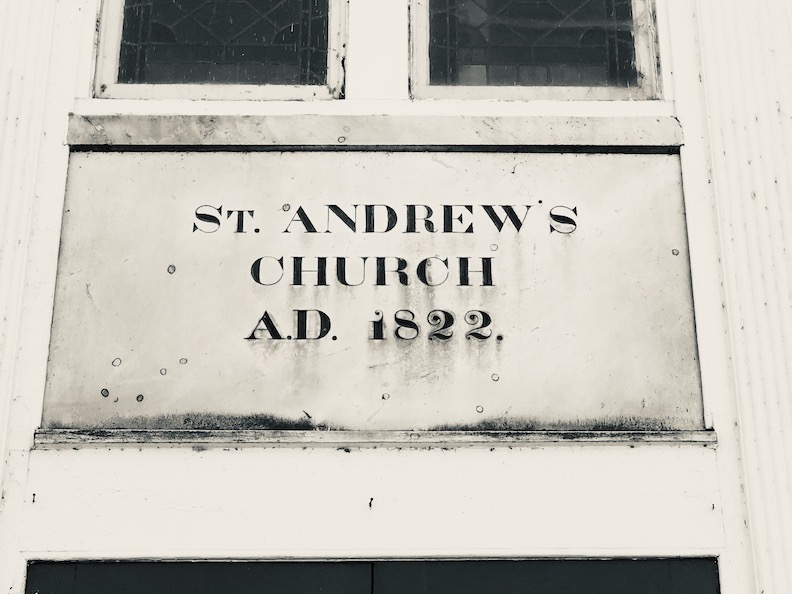 St. ANDREW'S
CHURCH
A.D. 1822.